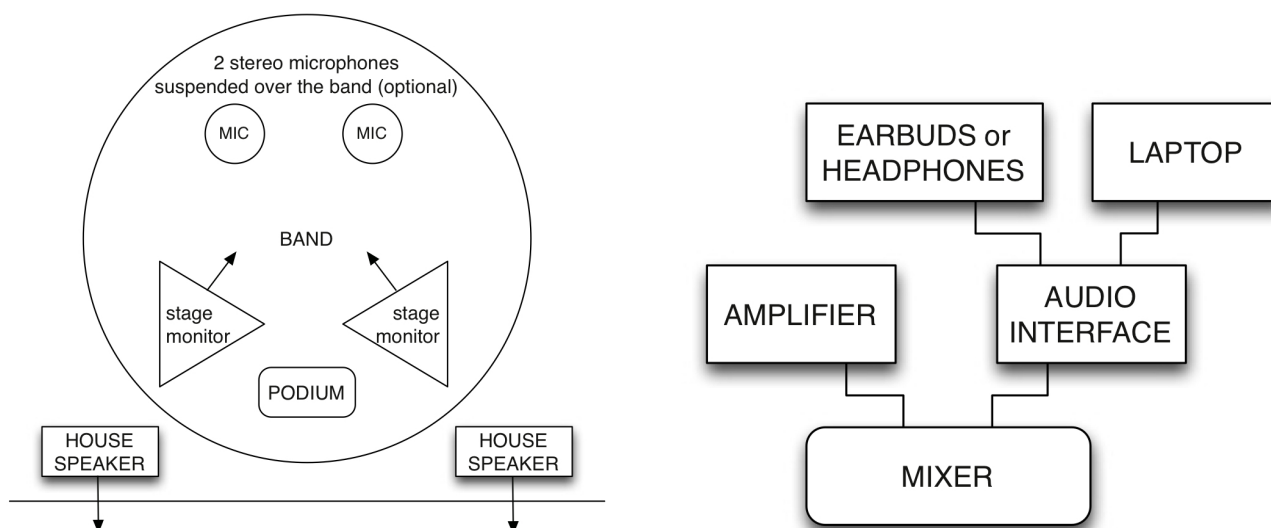 2 stereo microphones
suspended over the band (optional)
MIC
MIC
BAND
stage
monitor
stage
monitor
PODIUM
HOUSE
SPEAKER
HOUSE
SPEAKER
EARBUDS or
HEADPHONES
LAPTOP
AMPLIFIER
AUDIO
INTERFACE
MIXER